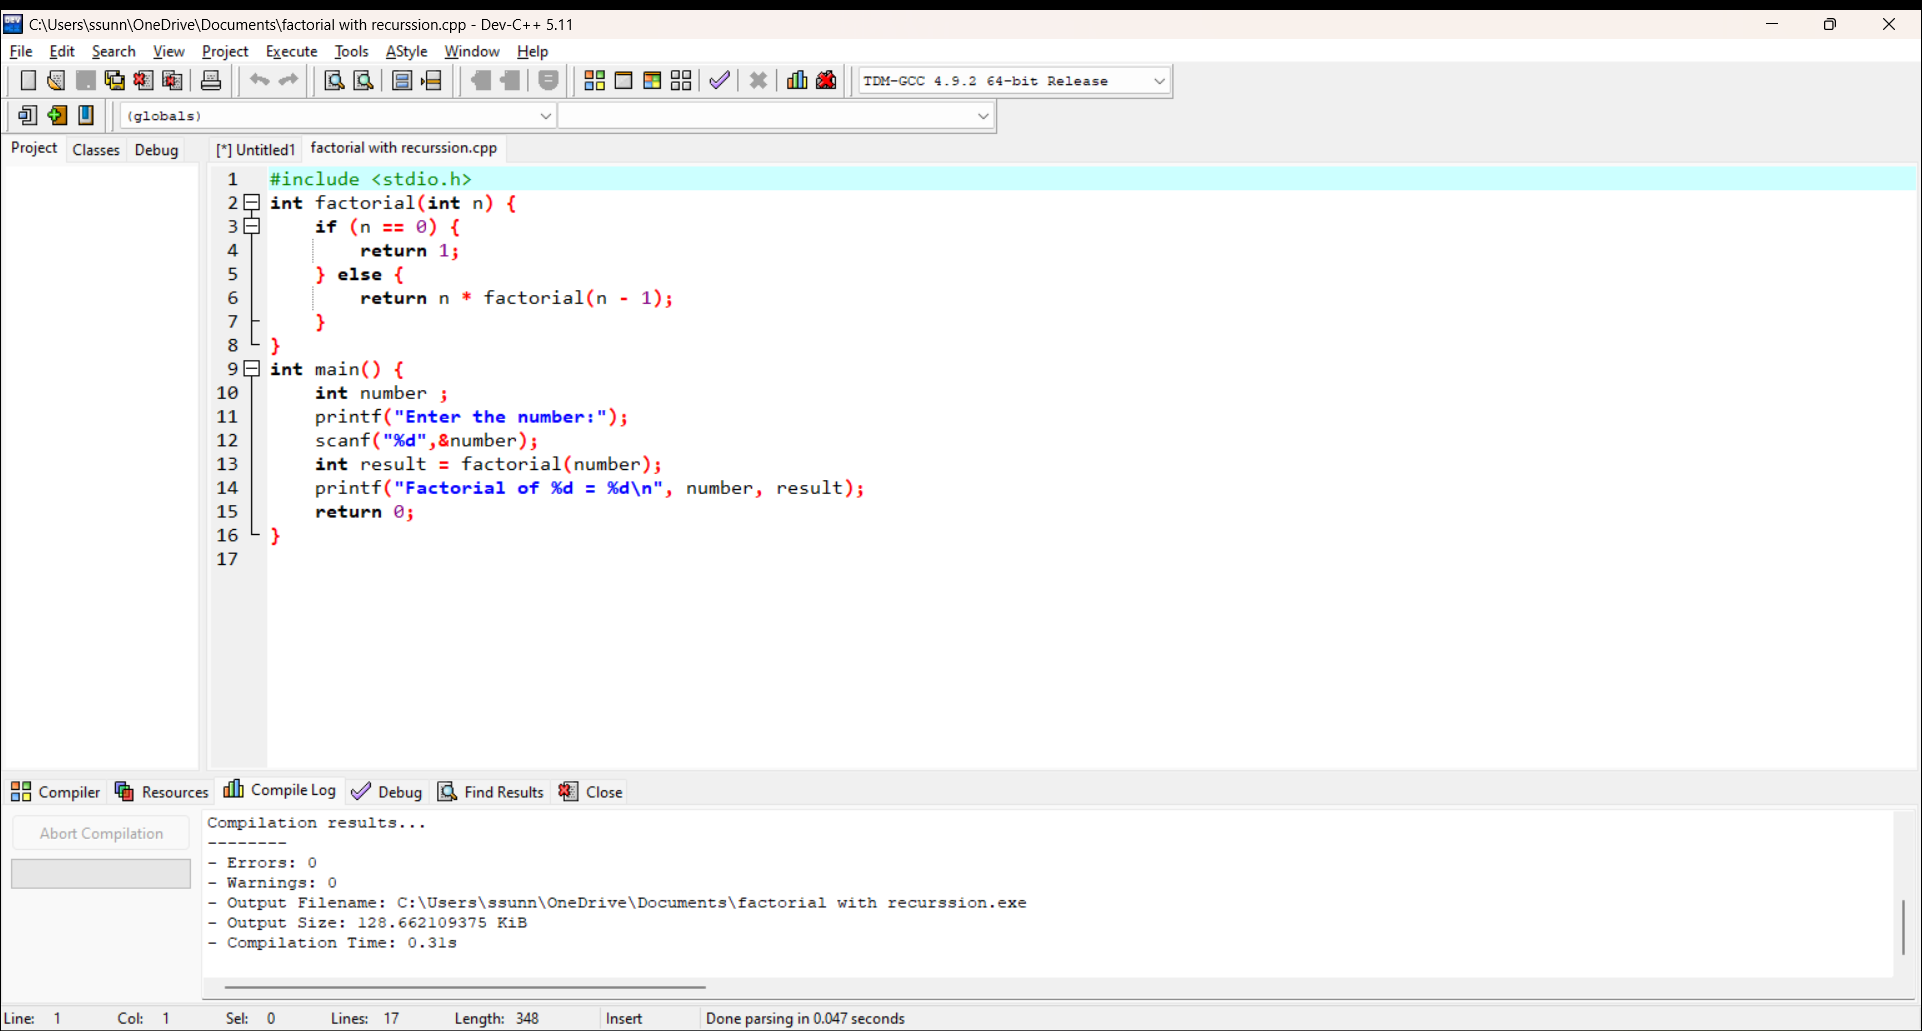 C:\Users\ssunn\OneDrive\Documents\factorial with recurssion.cpp - Dev-C++ 5.11
File Edit Search View Project Execute Tools AStyle Window Help
TDM-GCC 4.9.2 64-bit Release
(globals)
Project Classes Debug [*] Untitled1 factorial with recurssion.cpp
1 #include <stdio.h>
2 int factorial(int n) {
3     if (n == 0) {
4         return 1;
5     } else {
6         return n * factorial(n - 1);
7     }
8 }
9 int main() {
10     int number ;
11     printf("Enter the number:");
12     scanf("%d",&number);
13     int result = factorial(number);
14     printf("Factorial of %d = %d\n", number, result);
15     return 0;
16 }
17
Compiler Resources Compile Log Debug Find Results Close
Abort Compilation
Compilation results...
--------
- Errors: 0
- Warnings: 0
- Output Filename: C:\Users\ssunn\OneDrive\Documents\factorial with recurssion.exe
- Output Size: 128.662109375 KiB
- Compilation Time: 0.31s
Line: 1 Col: 1 Sel: 0 Lines: 17 Length: 348 Insert Done parsing in 0.047 seconds